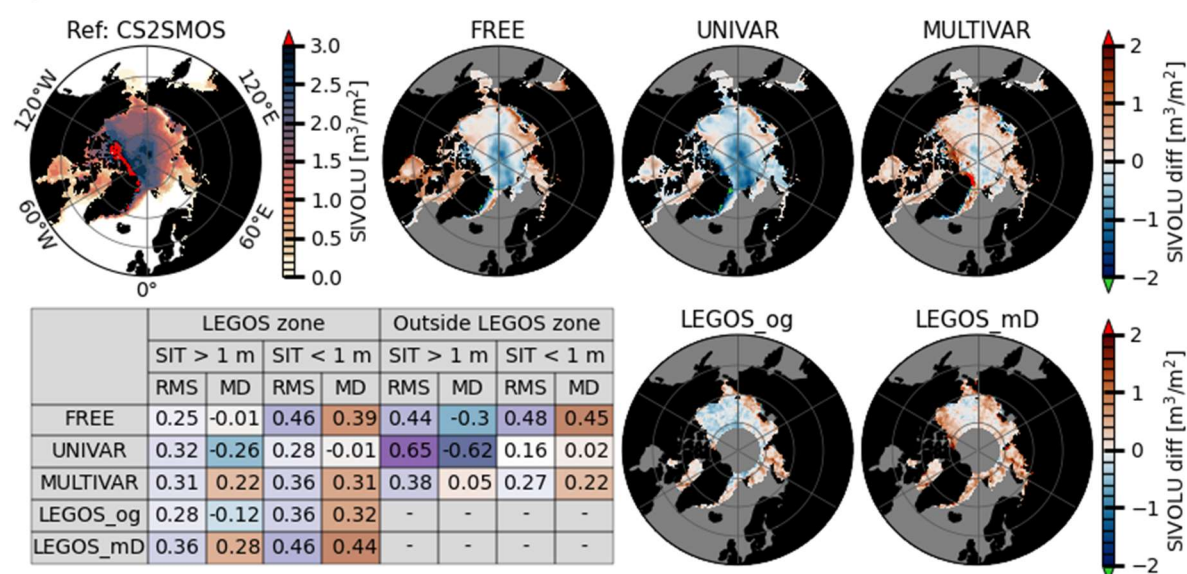 Ref: CS2SMOS
FREE
UNIVAR
MULTIVAR
120°W
120°E
60°W
60°E
0°
3.0
2.5
2.0
1.5
1.0
0.5
0.0
SIVOLU [m³/m²]
2
1
0
−1
−2
SIVOLU diff [m³/m²]
LEGOS zone Outside LEGOS zone
SIT > 1 m SIT < 1 m SIT > 1 m SIT < 1 m
RMS MD RMS MD RMS MD RMS MD
FREE 0.25 -0.01 0.46 0.39 0.44 -0.3 0.48 0.45
UNIVAR 0.32 -0.26 0.28 -0.01 0.65 -0.62 0.16 0.02
MULTIVAR 0.31 0.22 0.36 0.31 0.38 0.05 0.27 0.22
LEGOS_og 0.28 -0.12 0.36 0.32 - - - -
LEGOS_mD 0.36 0.28 0.46 0.44 - - - -
LEGOS_og
LEGOS_mD
2
1
0
−1
−2
SIVOLU diff [m³/m²]